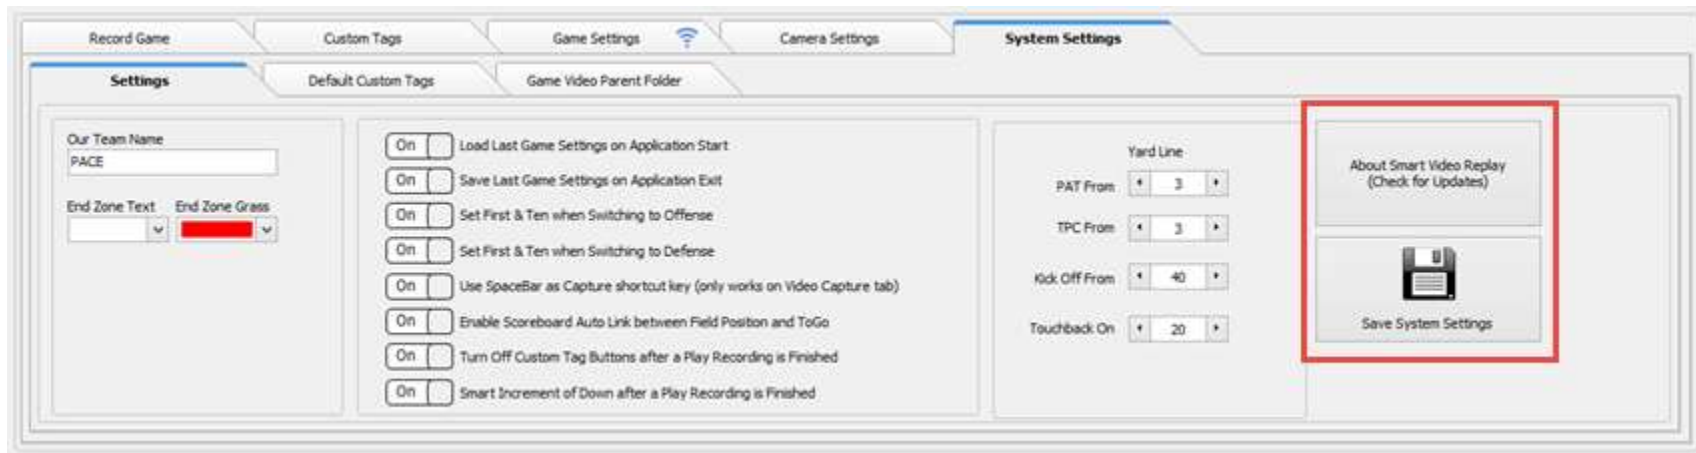 Record Game
Custom Tags
Game Settings
Camera Settings
System Settings
Settings
Default Custom Tags
Game Video Parent Folder
Our Team Name
PACE
End Zone Text End Zone Grass
On Load Last Game Settings on Application Start
On Save Last Game Settings on Application Exit
On Set First & Ten when Switching to Offense
On Set First & Ten when Switching to Defense
On Use SpaceBar as Capture shortcut key (only works on Video Capture tab)
On Enable Scoreboard Auto Link between Field Position and ToGo
On Turn Off Custom Tag Buttons after a Play Recording is Finished
On Smart Increment of Down after a Play Recording is Finished
Yard Line
PAT From 3
TPC From 3
Kick Off From 40
Touchback On 20
About Smart Video Replay
(Check for Updates)
Save System Settings